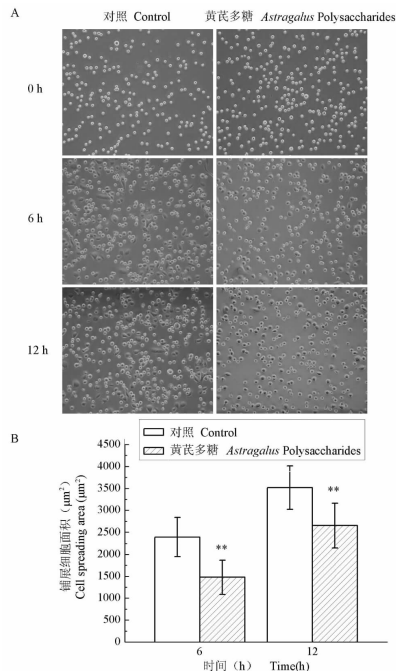 A
对照 Control 黄芪多糖 Astragalus Polysaccharides
0 h
6 h
12 h
B
对照 Control
黄芪多糖 Astragalus Polysaccharides
铺展细胞面积（μm²）
Cell spreading area (μm²)
4500
4000
3500
3000
2500
2000
1500
1000
500
0
**
**
6 12
时间（h） Time(h)